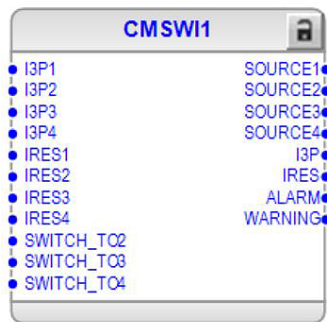 CMSWI1
I3P1 SOURCE1
I3P2 SOURCE2
I3P3 SOURCE3
I3P4 SOURCE4
IRES1 I3P
IRES2 IRES
IRES3 ALARM
IRES4 WARNING
SWITCH_TO2
SWITCH_TO3
SWITCH_TO4